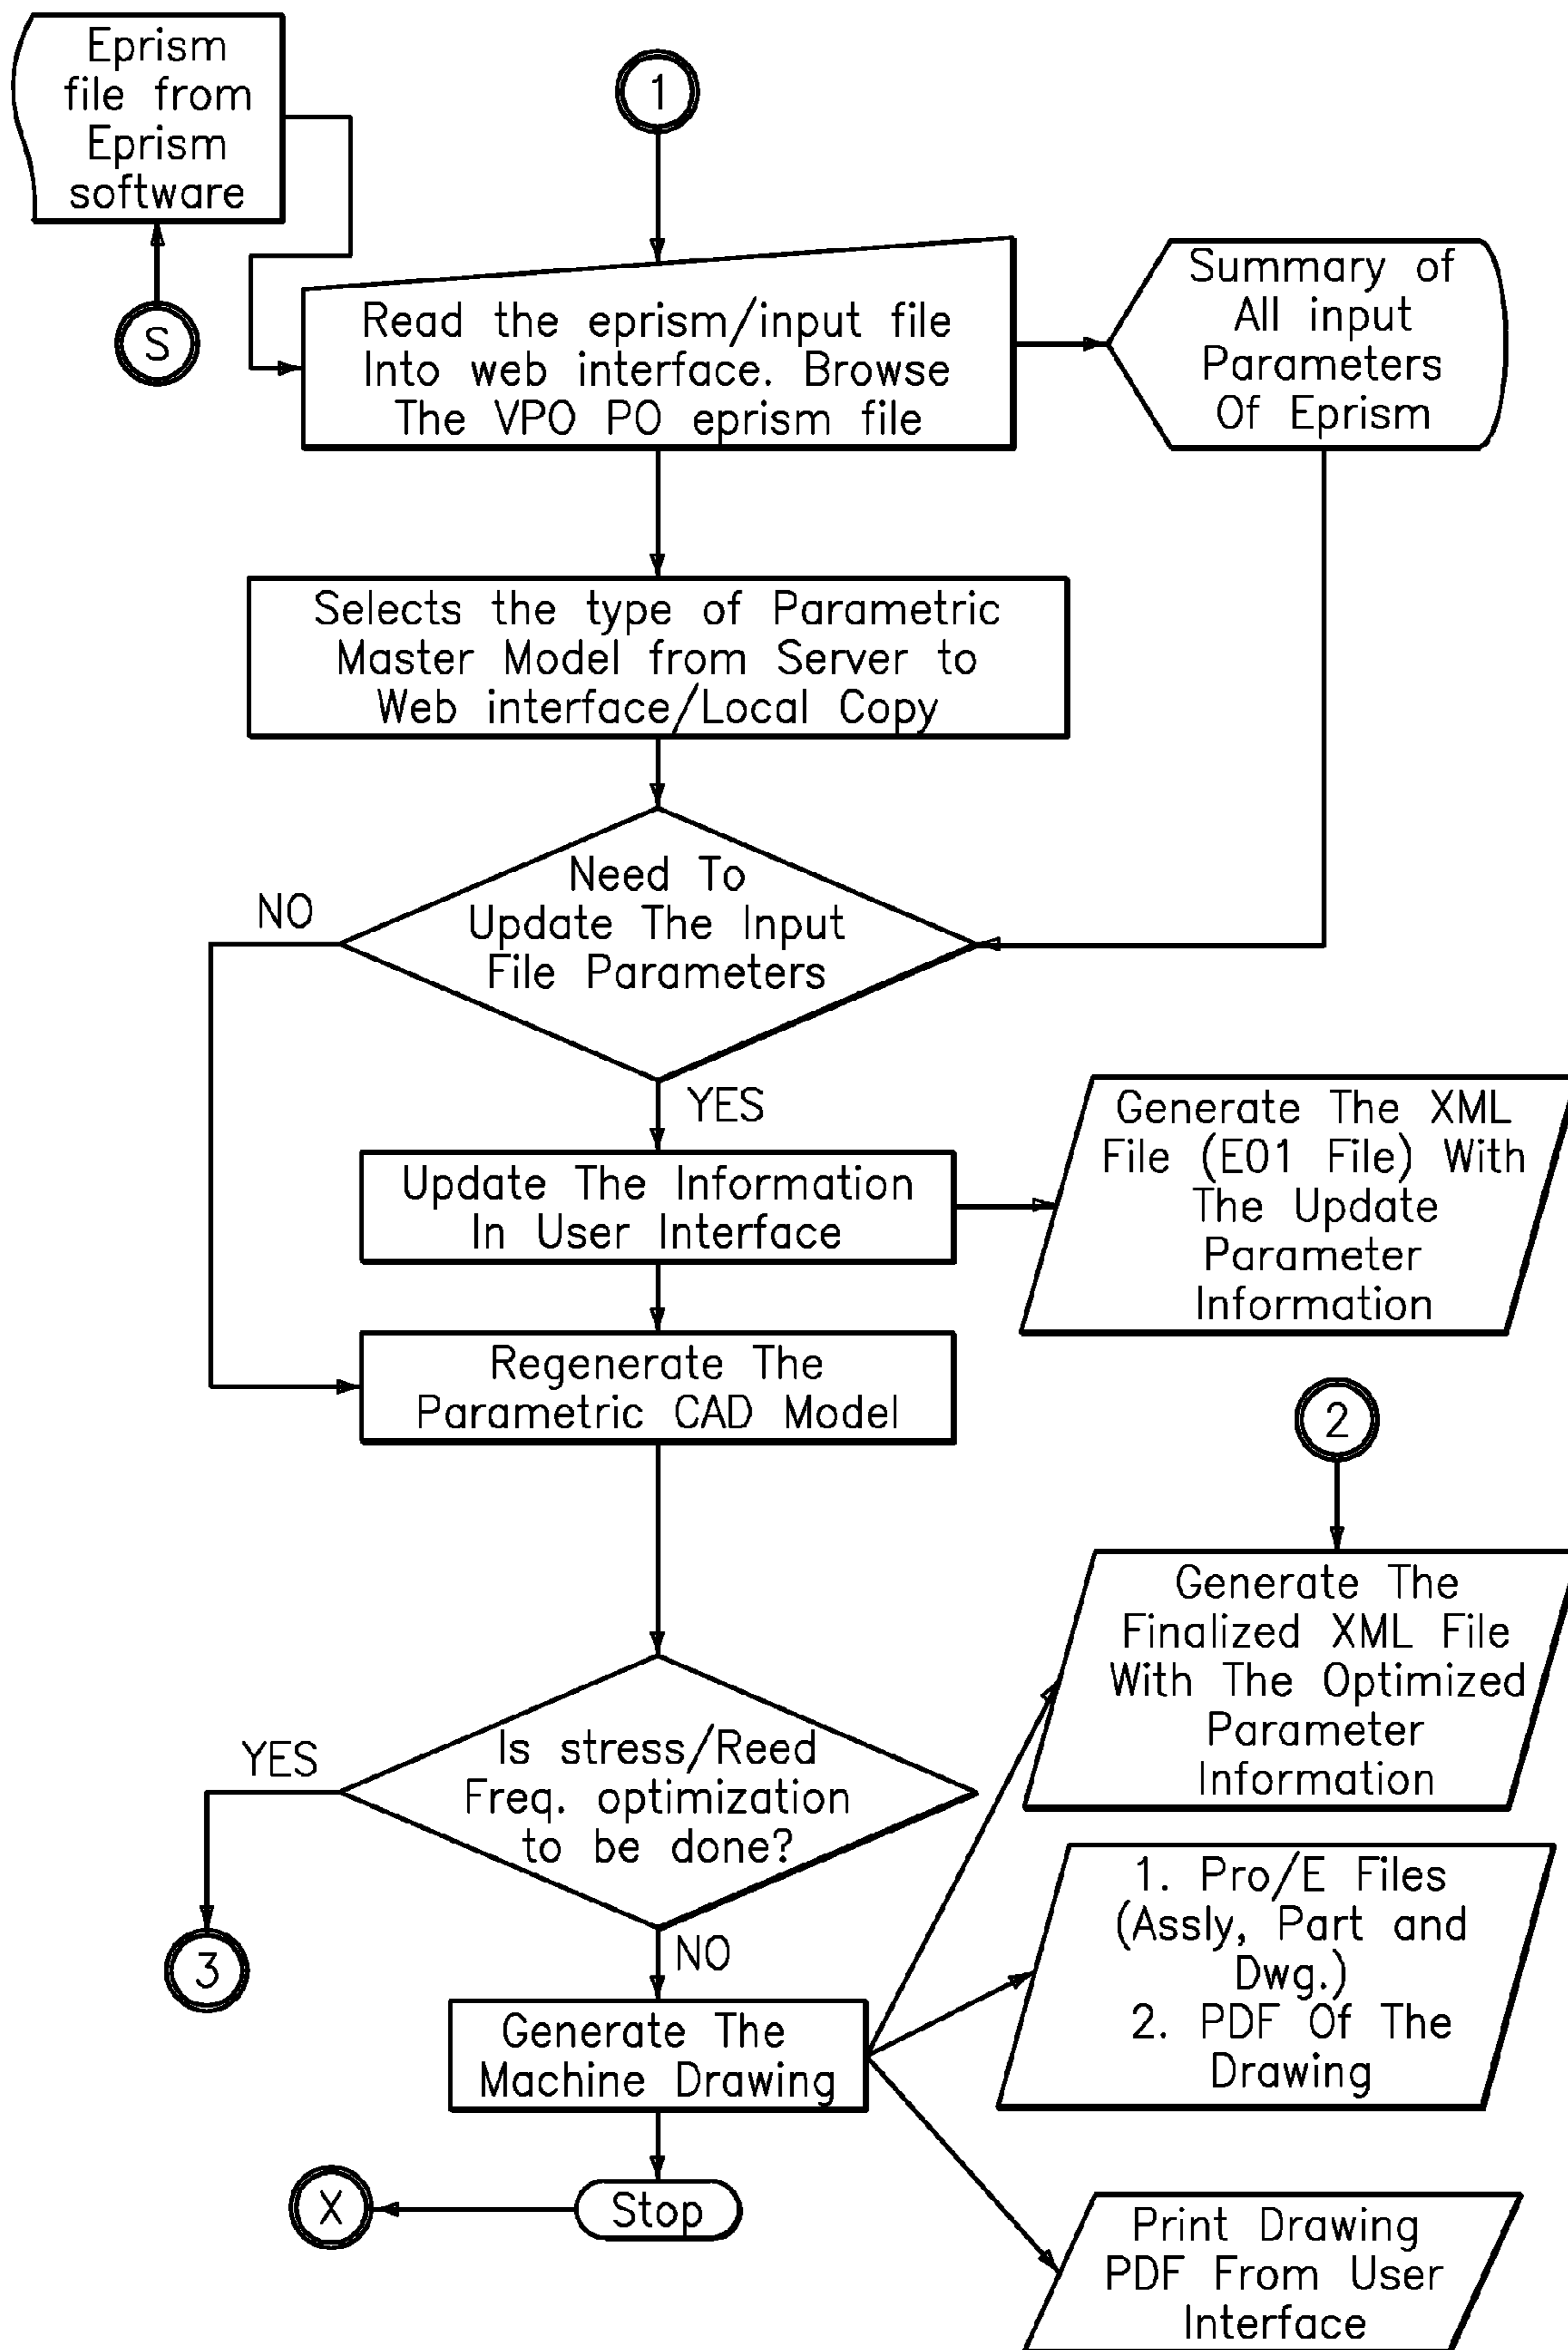 Eprism
file from
Eprism
software
1
S
Read the eprism/input file
Into web interface. Browse
The VPO PO eprism file
Summary of
All input
Parameters
Of Eprism
Selects the type of Parametric
Master Model from Server to
Web interface/Local Copy
Need To
Update The Input
File Parameters
NO
YES
Update The Information
In User Interface
Generate The XML
File (E01 File) With
The Update
Parameter
Information
Regenerate The
Parametric CAD Model
2
Generate The
Finalized XML File
With The Optimized
Parameter
Information
Is stress/Reed
Freq. optimization
to be done?
YES
3
NO
1. Pro/E Files
(Assly, Part and
Dwg.)
2. PDF Of The
Drawing
Generate The
Machine Drawing
Stop
X
Print Drawing
PDF From User
Interface